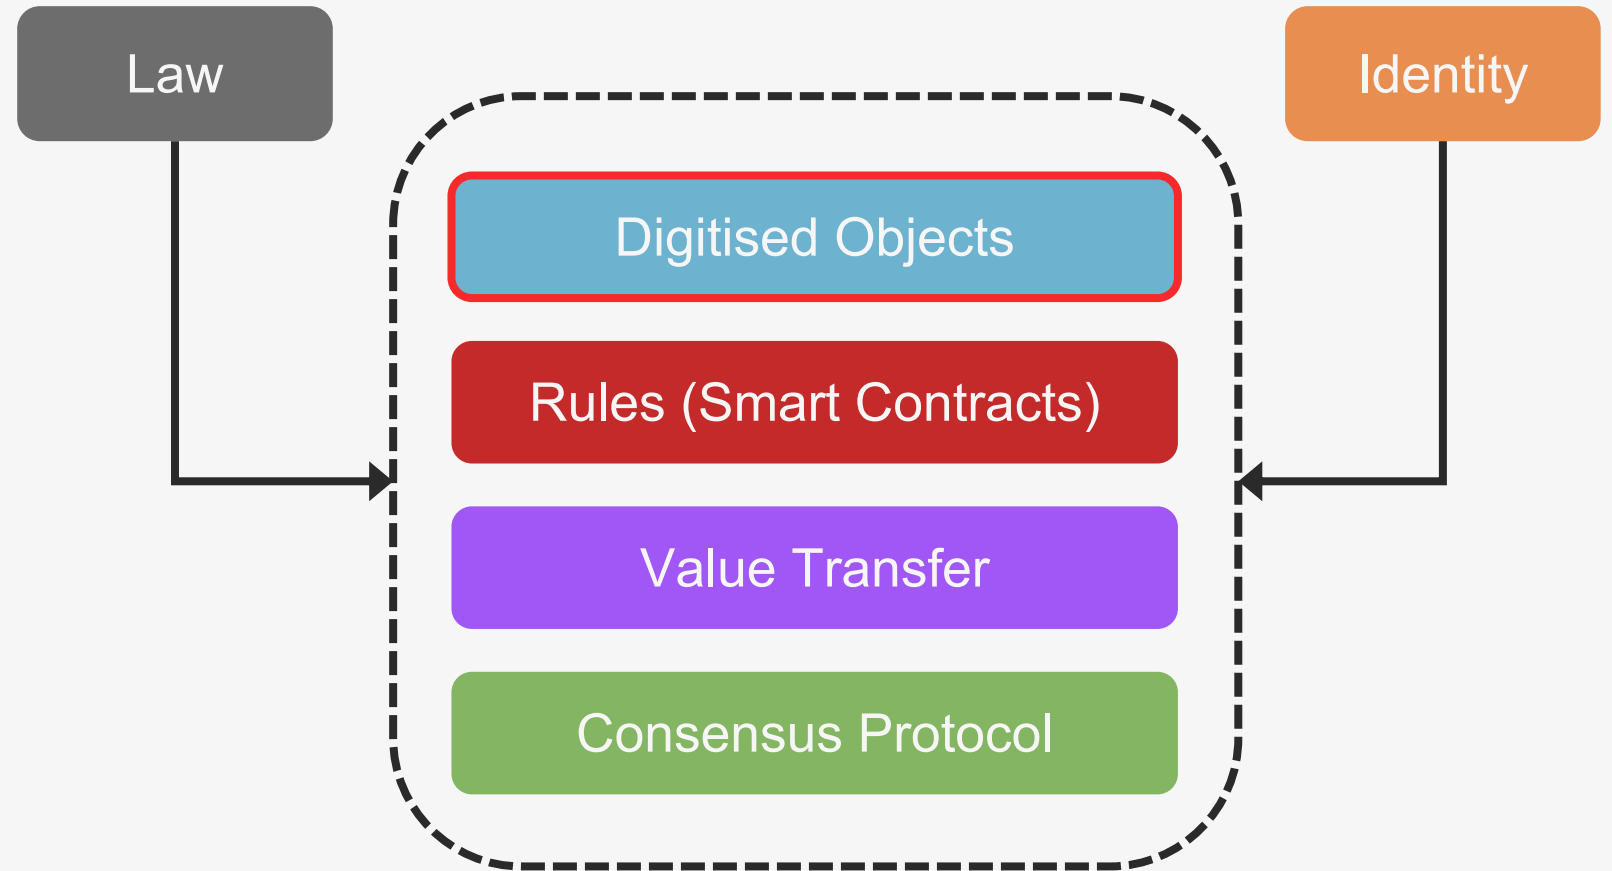 Law
Identity
Digitised Objects
Rules (Smart Contracts)
Value Transfer
Consensus Protocol